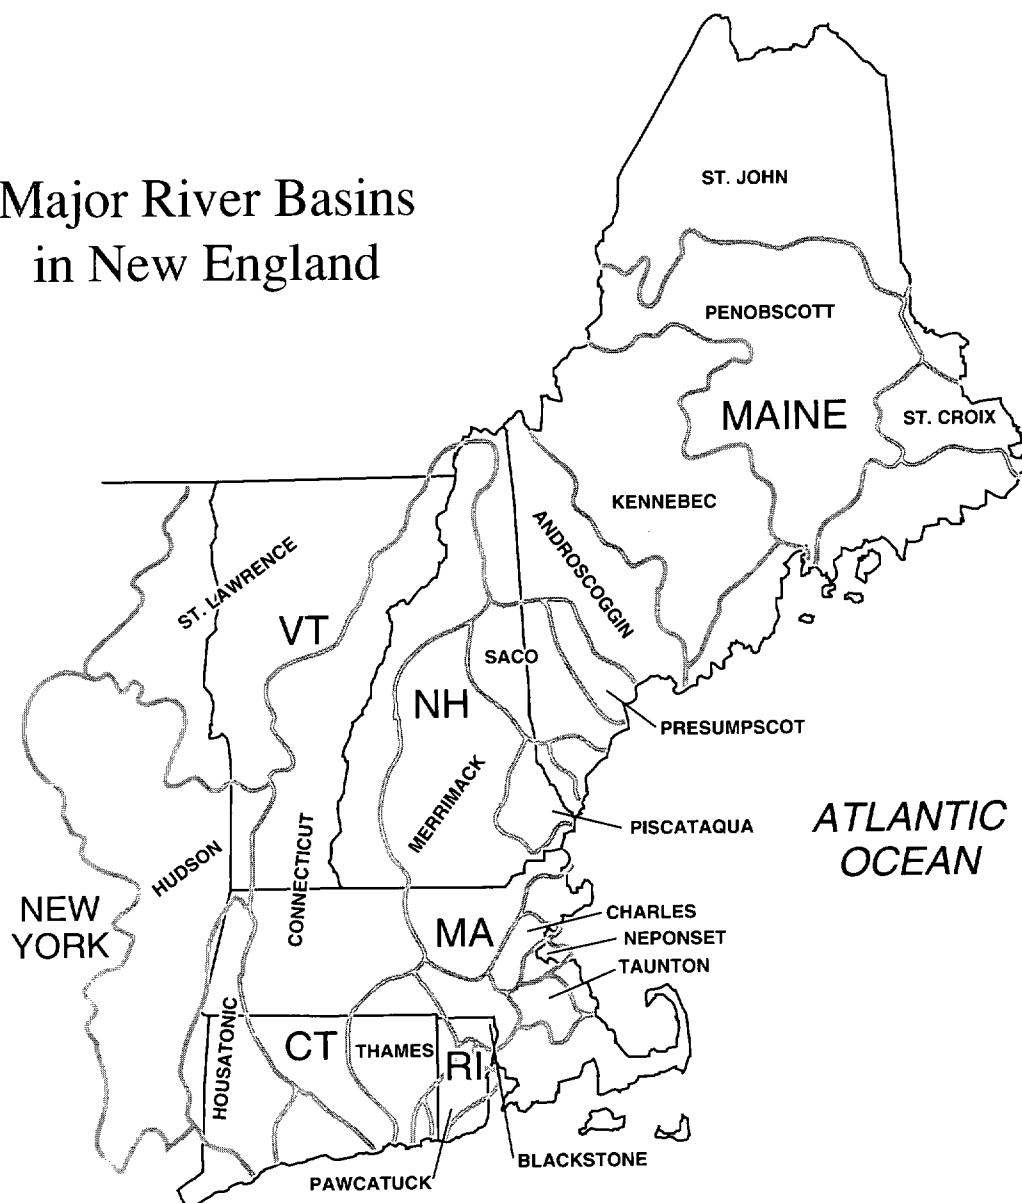 Major River Basins
in New England
ST. JOHN
PENOBSCOTT
MAINE
ST. CROIX
KENNEBEC
ANDROSCOGGIN
ST. LAWRENCE
VT
SACO
NH
PRESUMPSCOT
MERRIMACK
PISCATAQUA
ATLANTIC
OCEAN
HUDSON
CONNECTICUT
NEW
YORK
MA
CHARLES
NEPONSET
TAUNTON
HOUSATONIC
CT
THAMES
RI
BLACKSTONE
PAWCATUCK